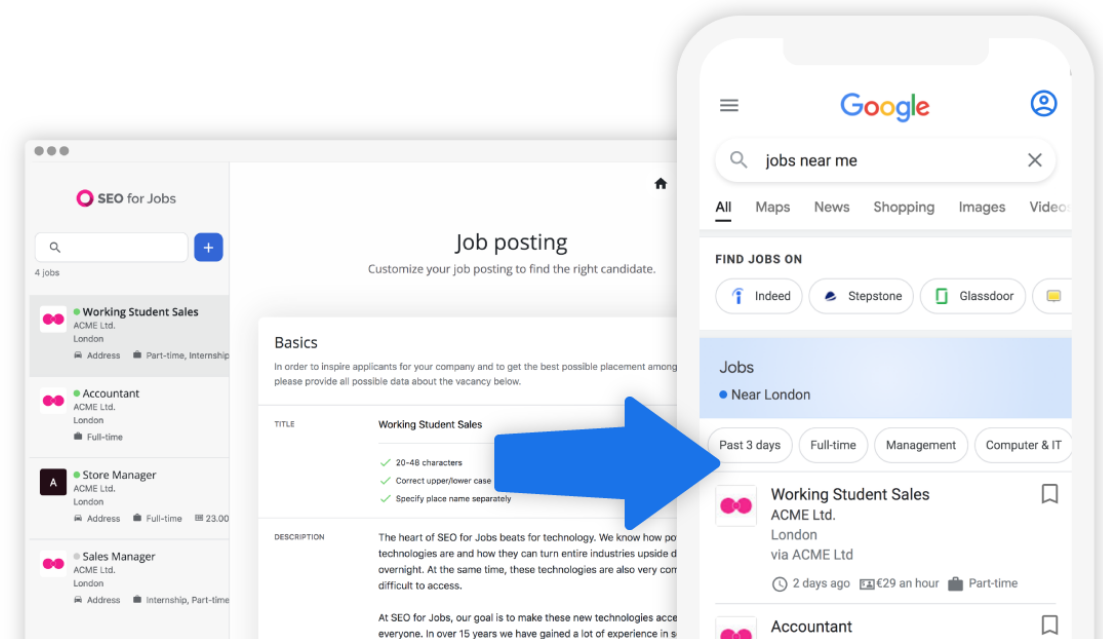 SEO for Jobs
4 jobs
Working Student Sales
ACME Ltd.
London
Address Part-time, Internship
Accountant
ACME Ltd.
London
Full-time
A
Store Manager
ACME Ltd.
London
Address Full-time 23.00
Sales Manager
ACME Ltd.
London
Address Internship, Part-time
Job posting
Customize your job posting to find the right candidate.
Basics
In order to inspire applicants for your company and to get the best possible placement among
please provide all possible data about the vacancy below.
TITLE
Working Student Sales
20-48 characters
Correct upper/lower case
Specify place name separately
DESCRIPTION
The heart of SEO for Jobs beats for technology. We know how
technologies are and how they can turn entire industries upside
overnight. At the same time, these technologies are also very
difficult to access.
At SEO for Jobs, our goal is to make these new technologies
everyone. In over 15 years we have gained a lot of experience in
Google
jobs near me
All Maps News Shopping Images Videos
FIND JOBS ON
Indeed Stepstone Glassdoor
Jobs
Near London
Past 3 days Full-time Management Computer & IT
Working Student Sales
ACME Ltd.
London
via ACME Ltd
2 days ago €29 an hour Part-time
Accountant